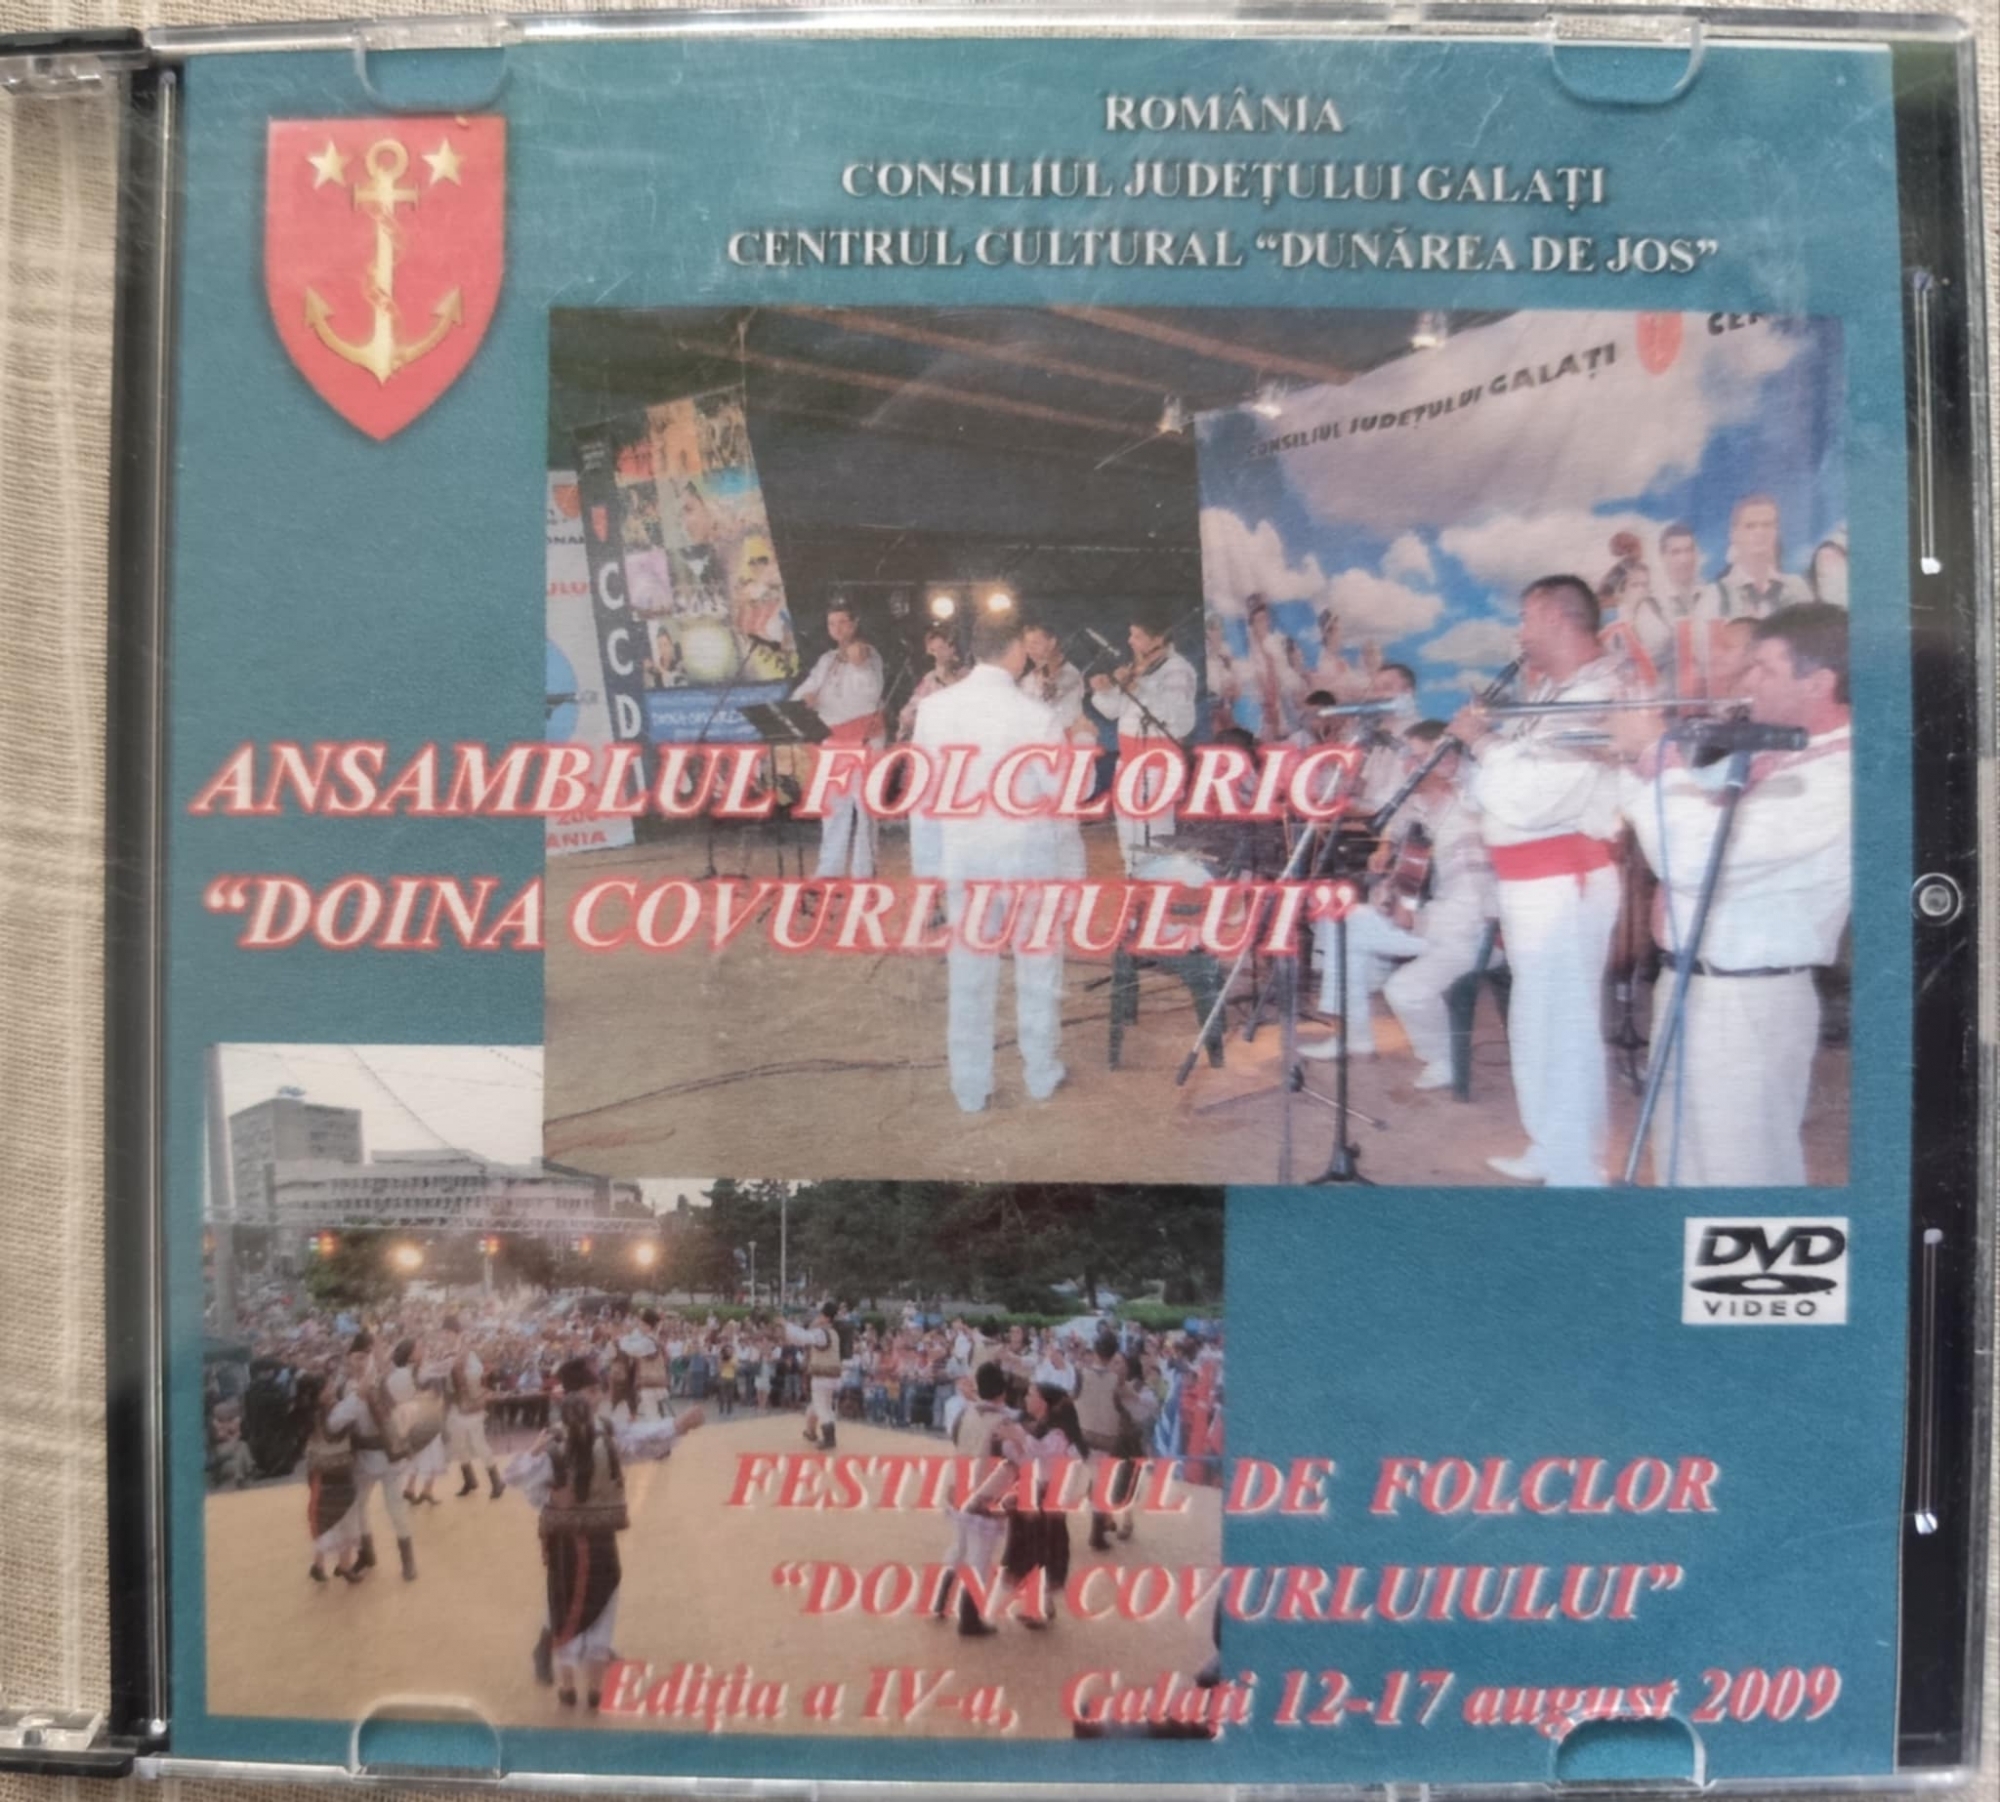 ROMÂNIA
CONSILIUL JUDEȚULUI GALAȚI
CENTRUL CULTURAL “DUNĂREA DE JOS”
CONSILIUL JUDEȚULUI GALAȚI
C
C
D
ANSAMBLUL FOLCLORIC
“DOINA COVURLUIULUI”
DVD
VIDEO
FESTIVALUL DE FOLCLOR
“DOINA COVURLUIULUI”
Ediția a IV-a, Galați 12-17 august 2009